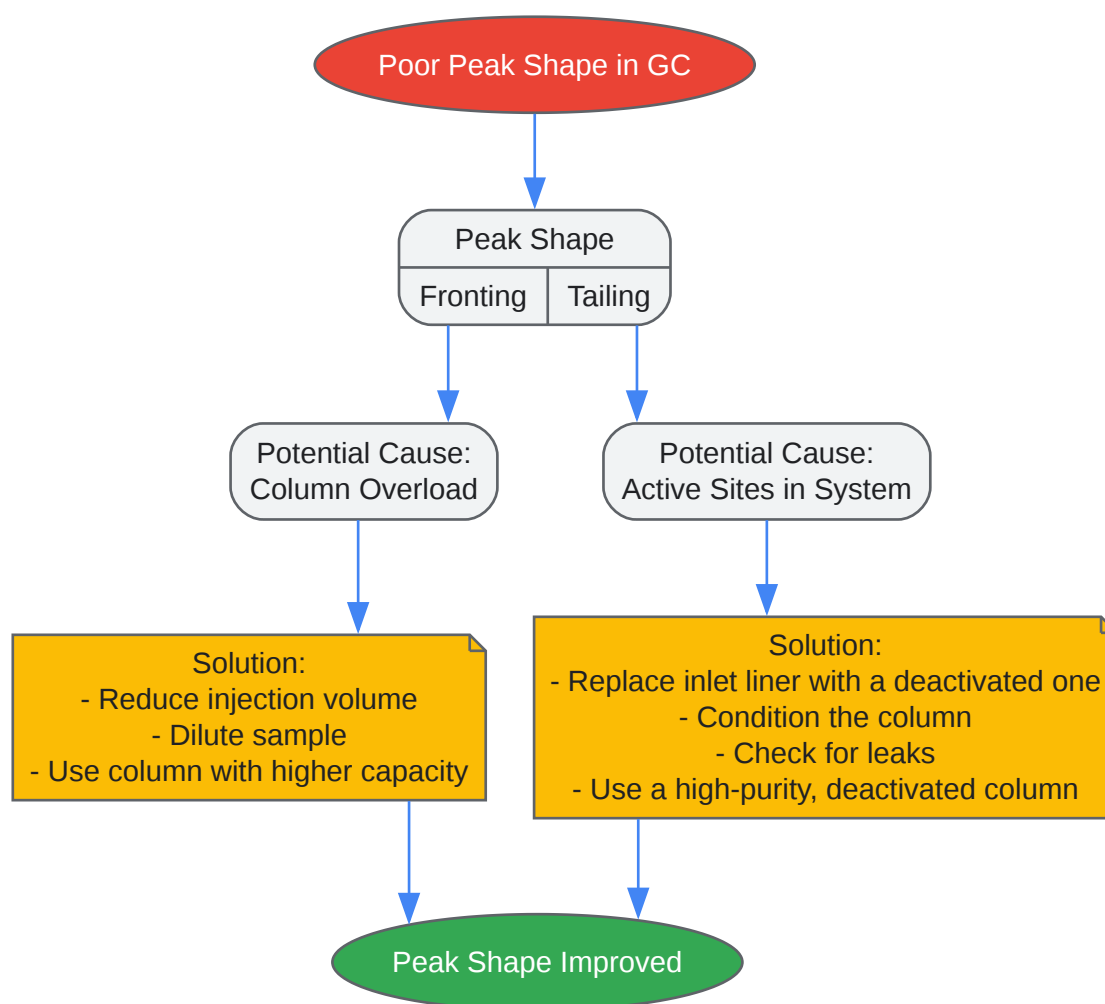 Poor Peak Shape in GC
Peak Shape
Fronting
Tailing
Potential Cause:
Column Overload
Potential Cause:
Active Sites in System
Solution:
- Reduce injection volume
- Dilute sample
- Use column with higher capacity
Solution:
- Replace inlet liner with a deactivated one
- Condition the column
- Check for leaks
- Use a high-purity, deactivated column
Peak Shape Improved